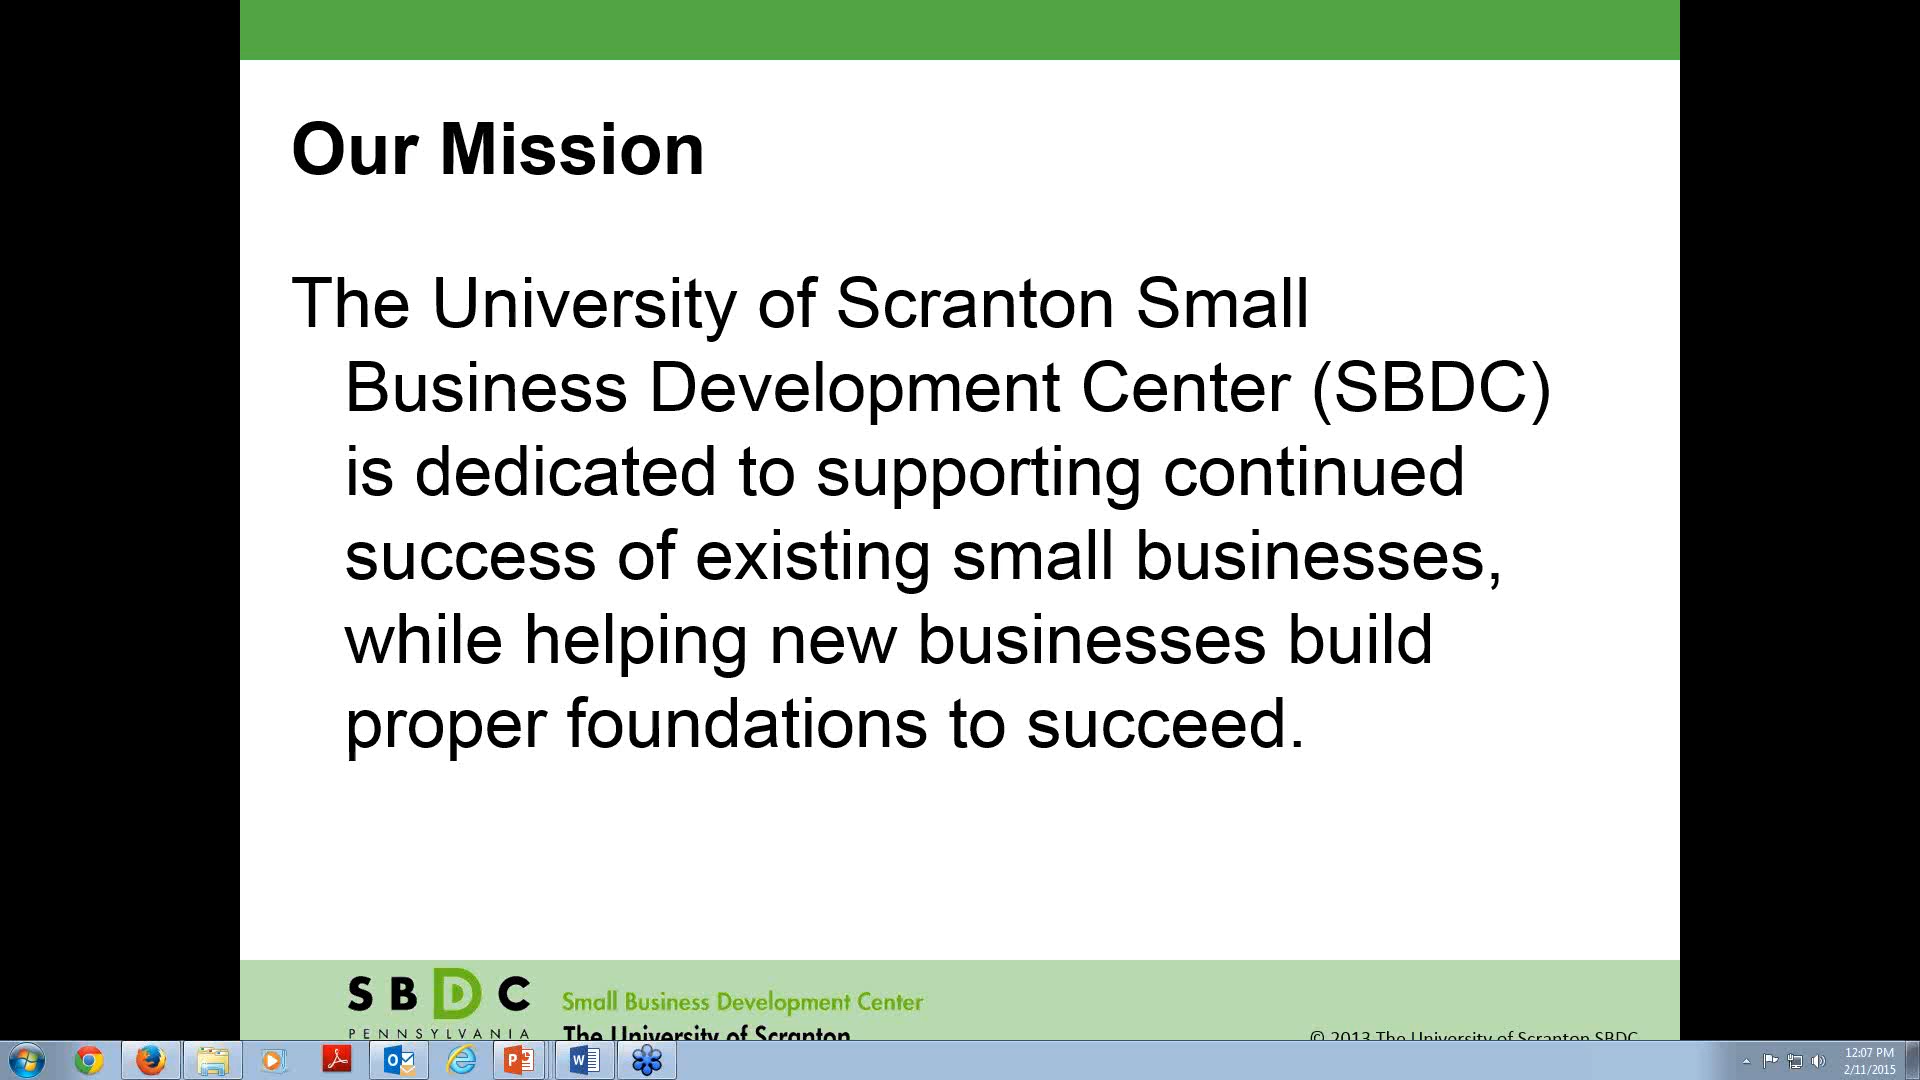 Our Mission
The University of Scranton Small
Business Development Center (SBDC)
is dedicated to supporting continued
success of existing small businesses,
while helping new businesses build
proper foundations to succeed.
SBDC
PENNSYLVANIA
Small Business Development Center
The University of Scranton
© 2013 The University of Scranton SBDC
12:07 PM
2/11/2015